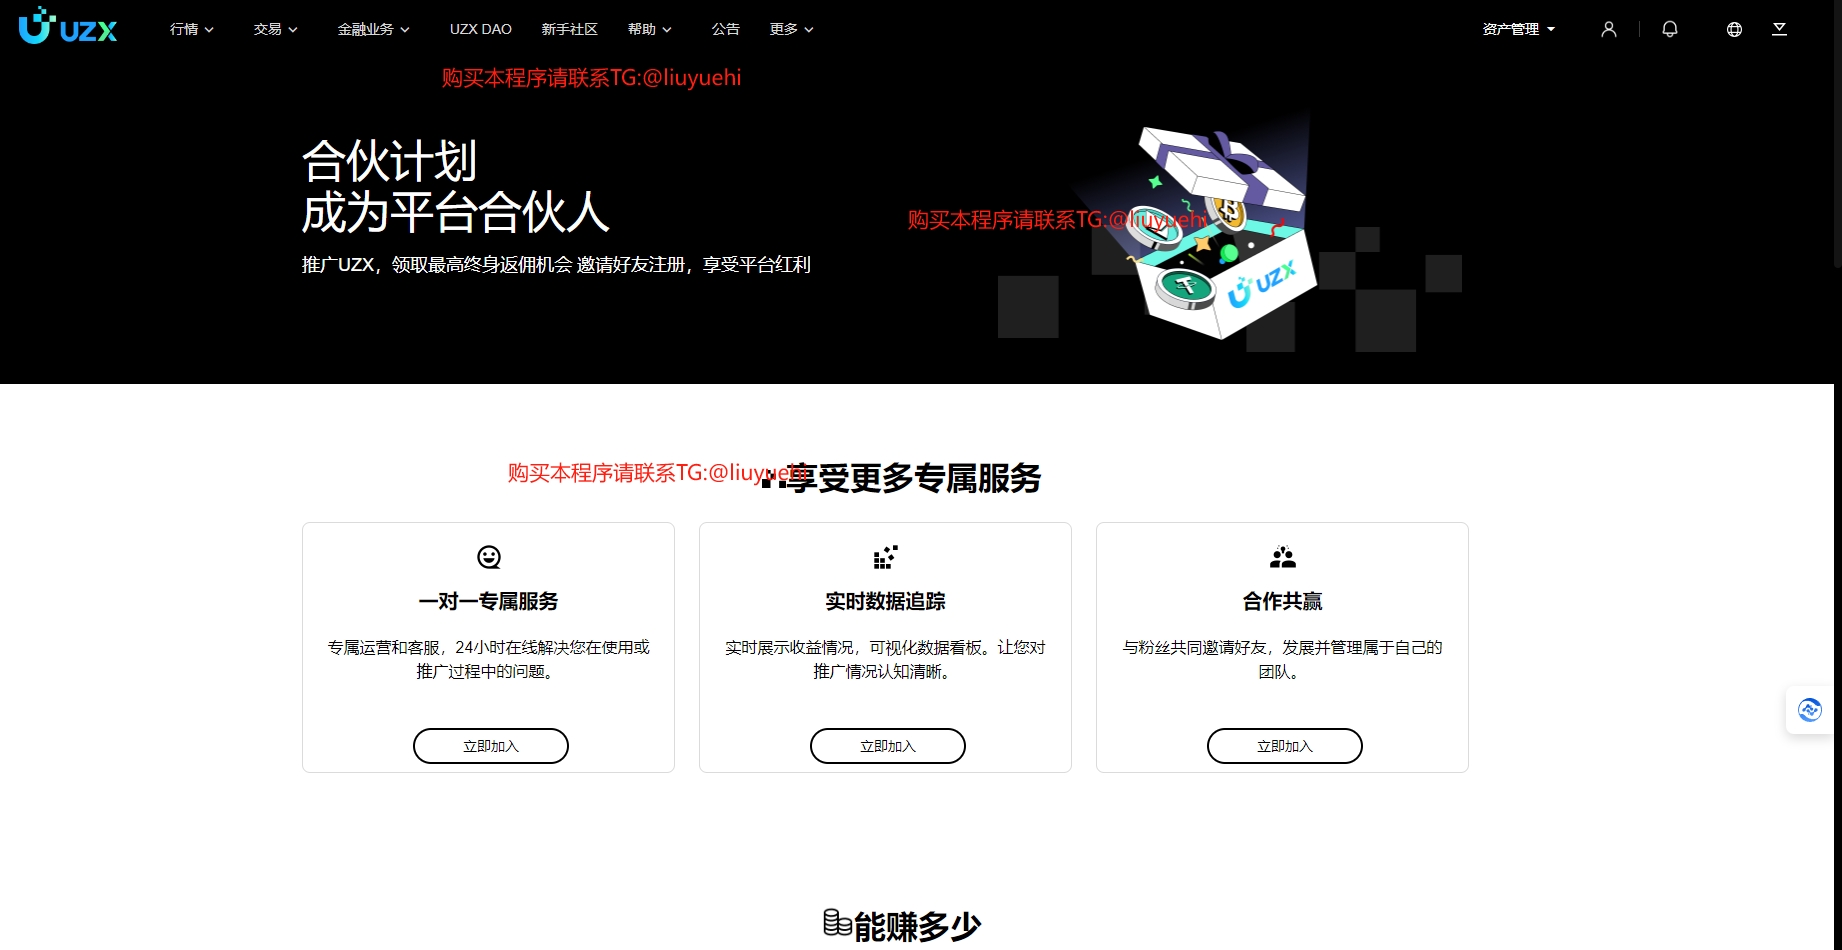 UZX
行情
交易
金融业务
UZX DAO
新手社区
帮助
公告
更多
资产管理
购买本程序请联系TG:@liuyuehi
合伙计划
成为平台合伙人
推广UZX，领取最高终身返佣机会 邀请好友注册，享受平台红利
购买本程序请联系TG:@liuyuehi
UZX
购买本程序请联系TG:@liuyuehi
享受更多专属服务
一对一专属服务
专属运营和客服，24小时在线解决您在使用或
推广过程中的问题。
立即加入
实时数据追踪
实时展示收益情况，可视化数据看板。让您对
推广情况认知清晰。
立即加入
合作共赢
与粉丝共同邀请好友，发展并管理属于自己的
团队。
立即加入
能赚多少